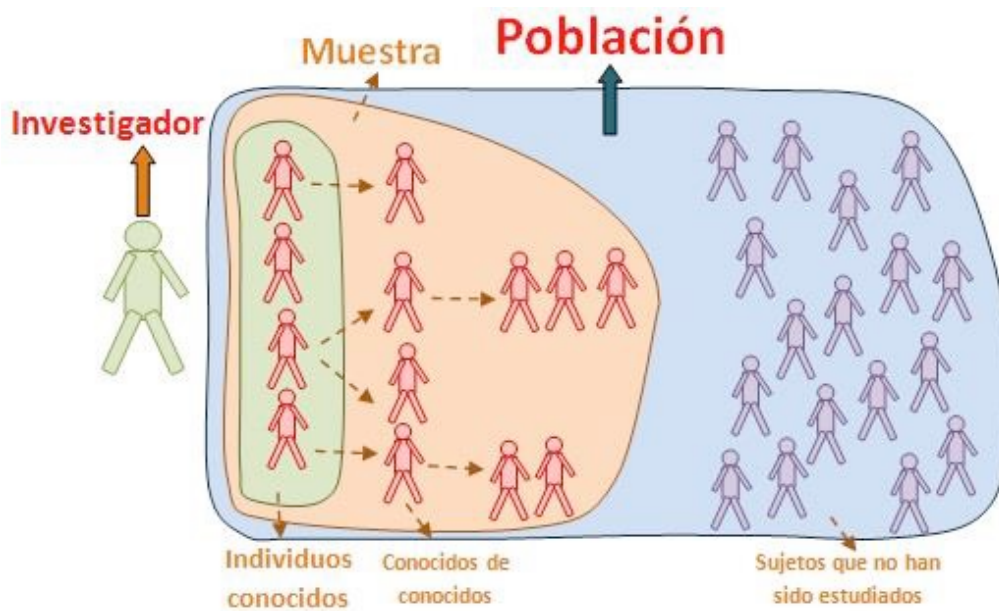 Población
Muestra
Investigador
Individuos
conocidos
Conocidos de
conocidos
Sujetos que no han
sido estudiados